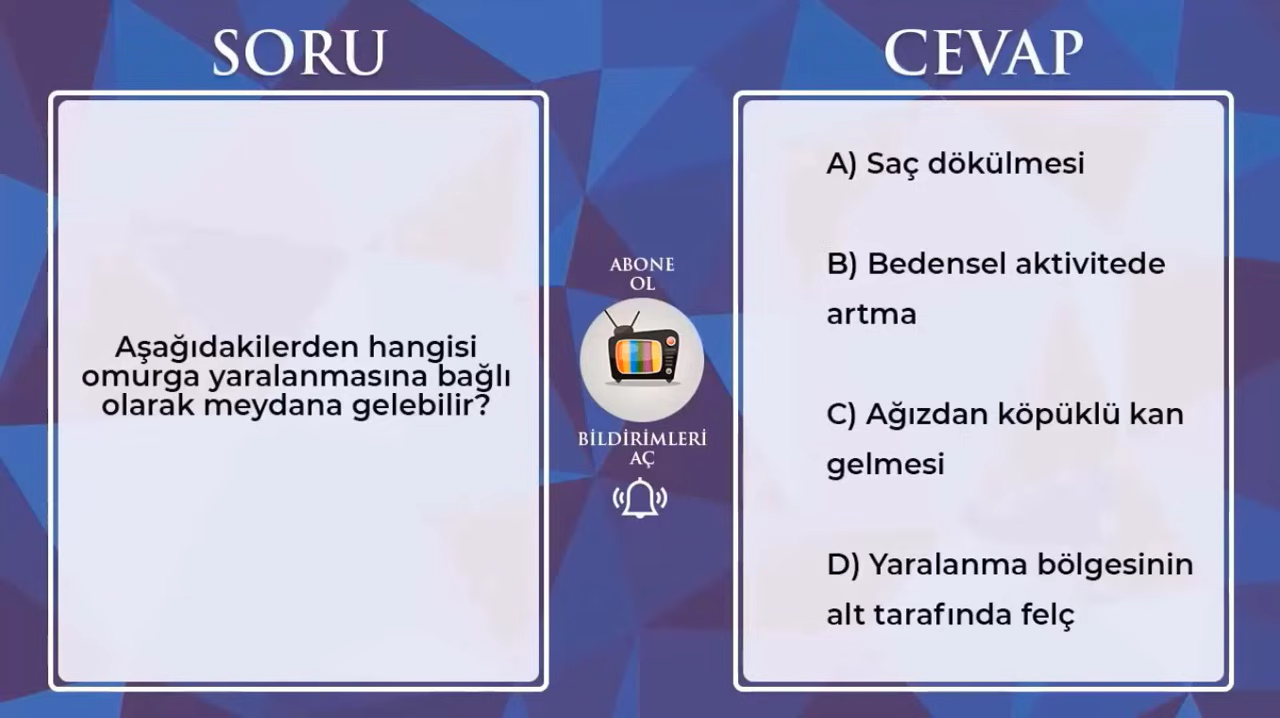 SORU
Aşağıdakilerden hangisi
omurga yaralanmasına bağlı
olarak meydana gelebilir?
ABONE
OL
BİLDİRİMLERİ
AÇ
CEVAP
A) Saç dökülmesi
B) Bedensel aktivitede
artma
C) Ağızdan köpüklü kan
gelmesi
D) Yaralanma bölgesinin
alt tarafında felç